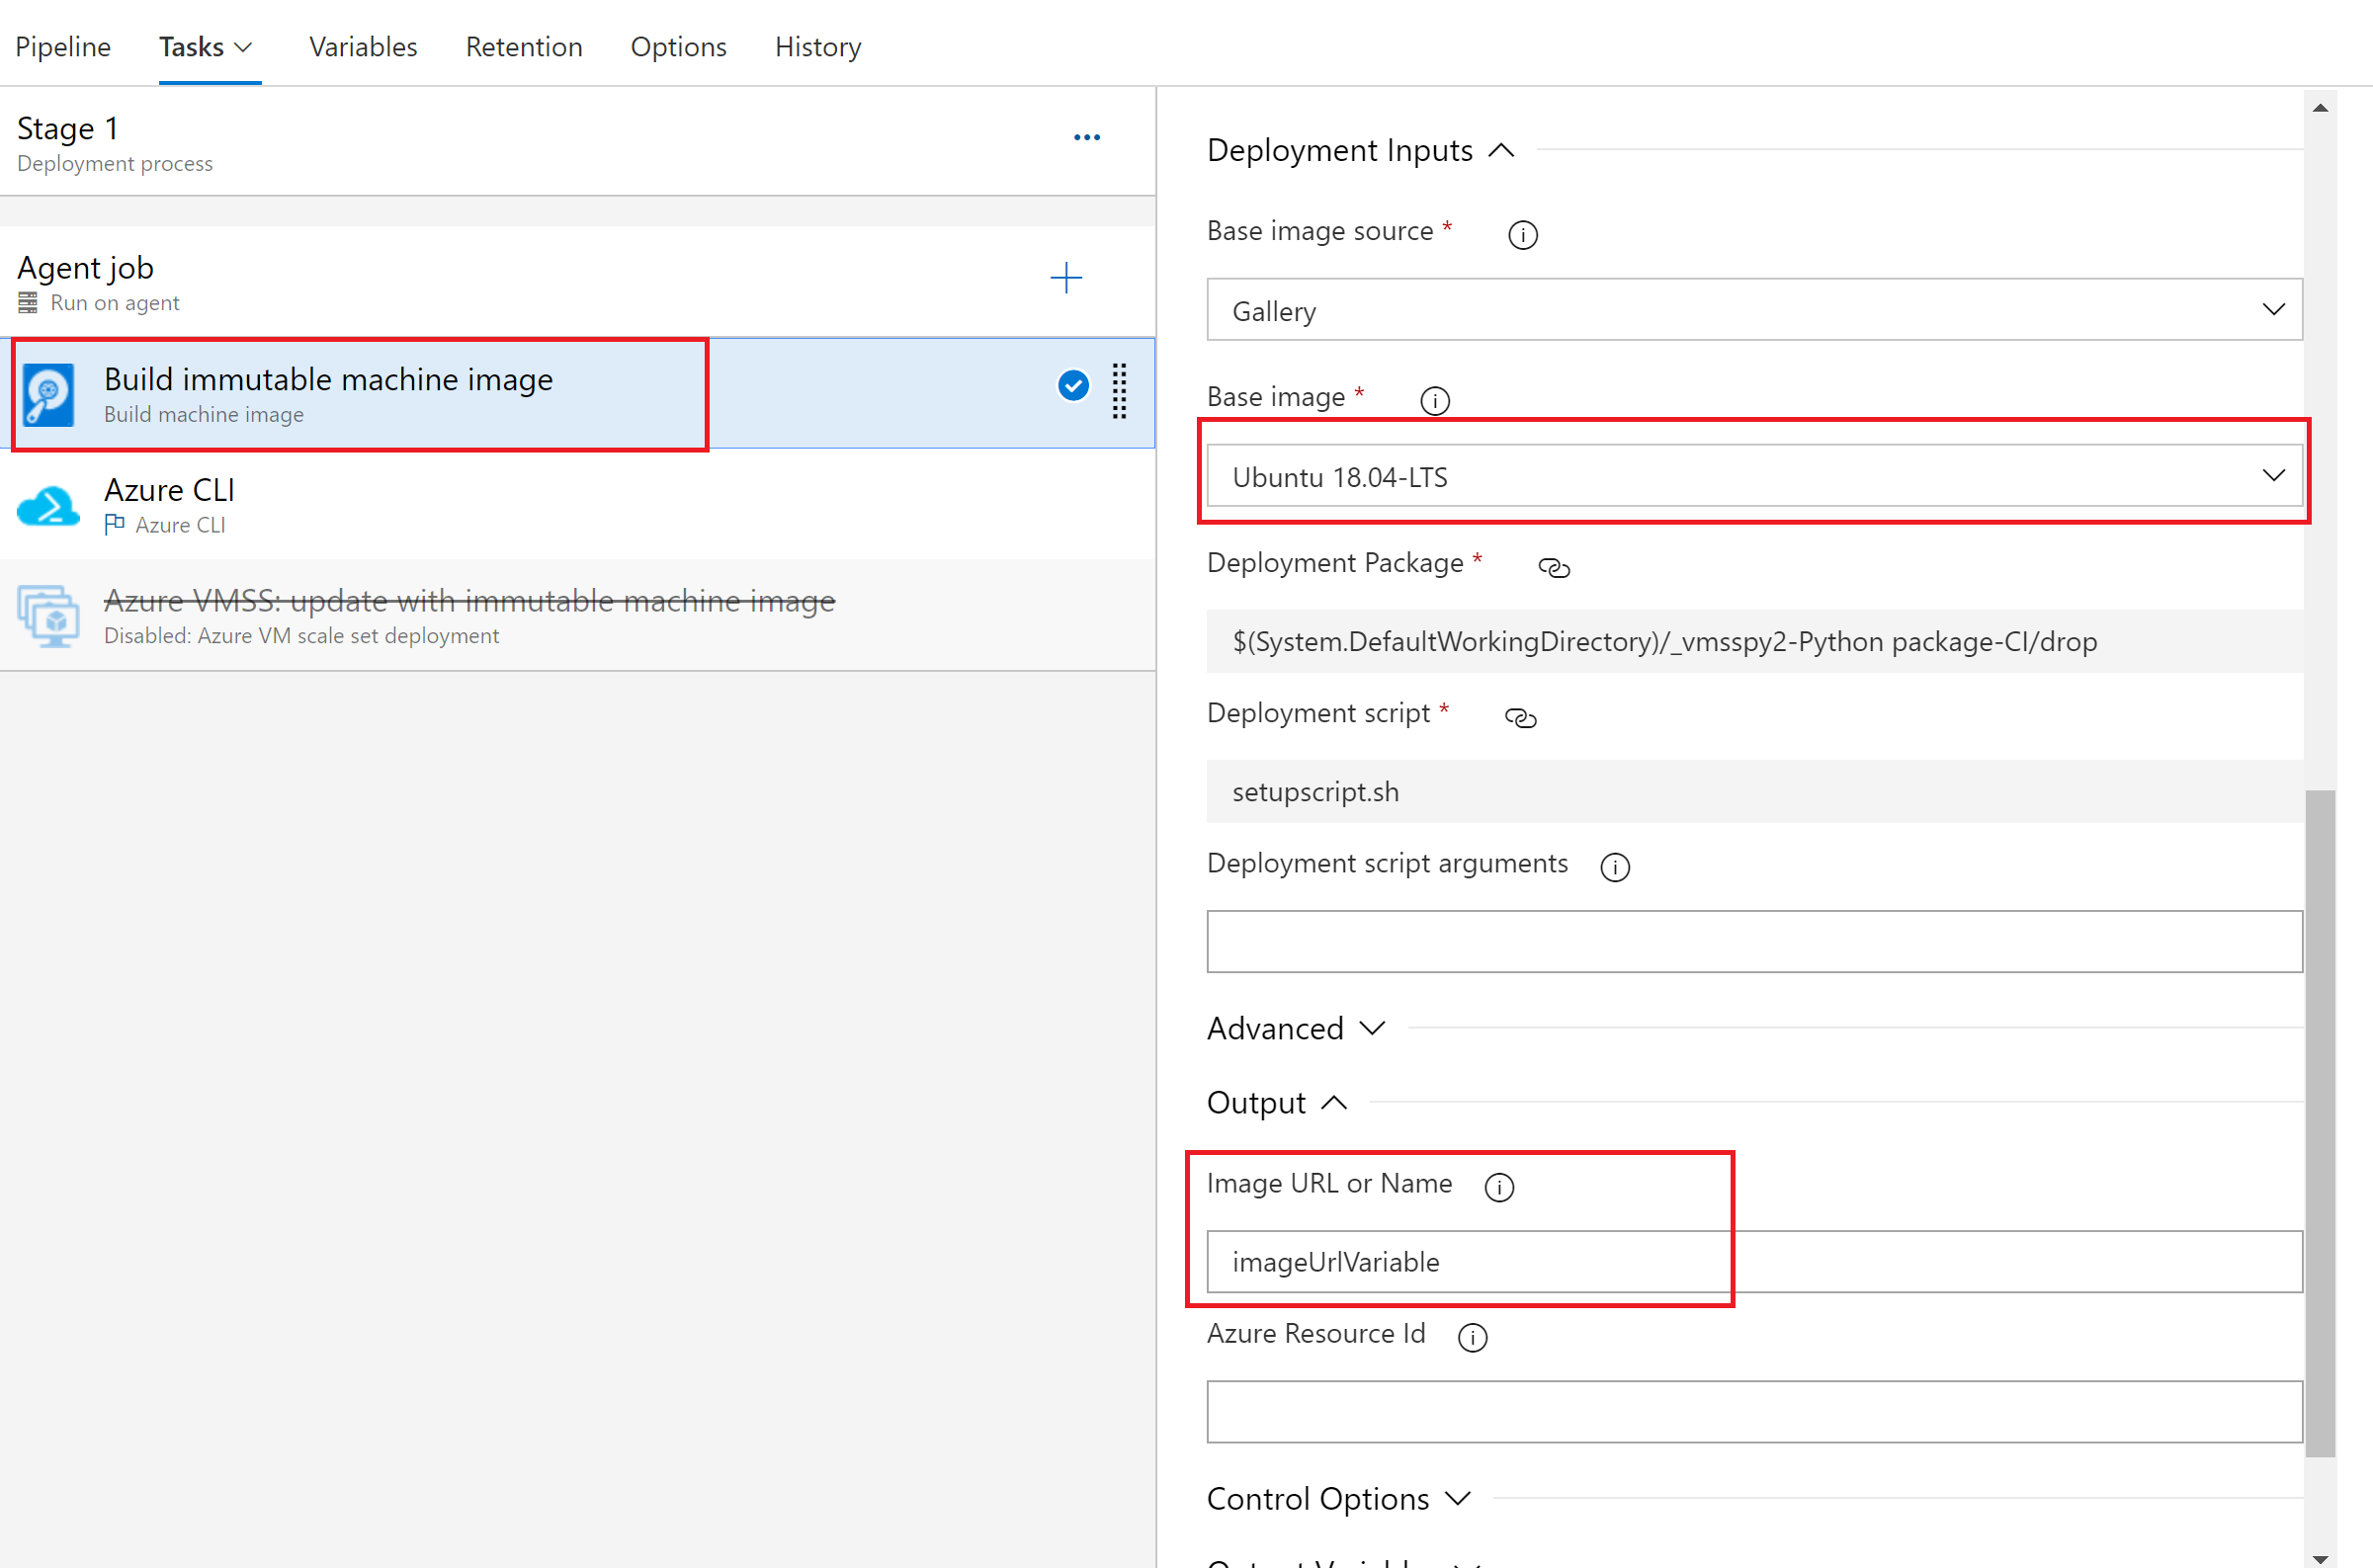 Pipeline Tasks Variables Retention Options History
Stage 1
Deployment process
Agent job
Run on agent
Build immutable machine image
Build machine image
Azure CLI
Azure CLI
Azure VMSS: update with immutable machine image
Disabled: Azure VM scale set deployment
Deployment Inputs
Base image source *
Gallery
Base image *
Ubuntu 18.04-LTS
Deployment Package *
$(System.DefaultWorkingDirectory)/_vmsspy2-Python package-CI/drop
Deployment script *
setupscript.sh
Deployment script arguments
Advanced
Output
Image URL or Name
imageUrlVariable
Azure Resource Id
Control Options